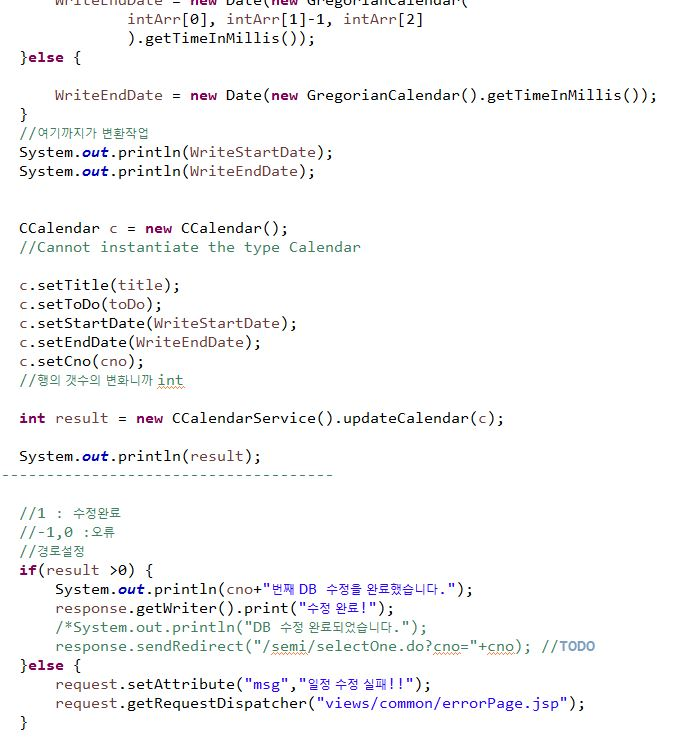 WriteEndDate = new Date(new GregorianCalendar(
intArr[0], intArr[1]-1, intArr[2]
).getTimeInMillis());
}else {
WriteEndDate = new Date(new GregorianCalendar().getTimeInMillis());
}
//여기까지가 변환작업
System.out.println(WriteStartDate);
System.out.println(WriteEndDate);
CCalendar c = new CCalendar();
//Cannot instantiate the type Calendar
c.setTitle(title);
c.setToDo(toDo);
c.setStartDate(WriteStartDate);
c.setEndDate(WriteEndDate);
c.setCno(cno);
//행의 갯수의 변화니까 int
int result = new CCalendarService().updateCalendar(c);
System.out.println(result);
-------------------------------------
//1 : 수정완료
//-1,0 :오류
//경로설정
if(result >0) {
System.out.println(cno+"번째 DB 수정을 완료했습니다.");
response.getWriter().print("수정 완료!");
/*System.out.println("DB 수정 완료되었습니다.");
response.sendRedirect("/semi/selectOne.do?cno="+cno); //TODO
}else {
request.setAttribute("msg","일정 수정 실패!!");
request.getRequestDispatcher("views/common/errorPage.jsp");
}